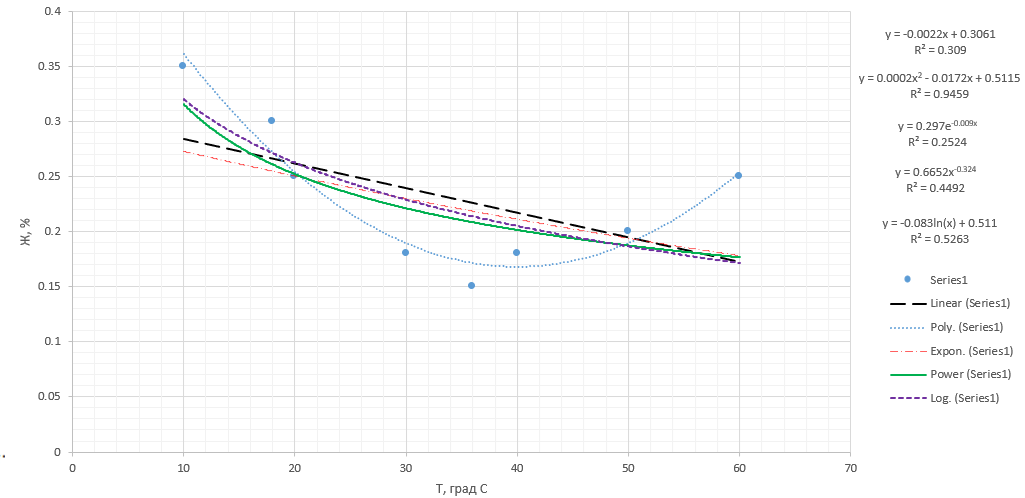 0.4
0.35
0.3
0.25
0.2
0.15
0.1
0.05
0
Ж, %
0 10 20 30 40 50 60 70
Т, град С
y = -0.0022x + 0.3061
R² = 0.309
y = 0.0002x² - 0.0172x + 0.5115
R² = 0.9459
y = 0.297e^-0.009x
R² = 0.2524
y = 0.6652x^-0.324
R² = 0.4492
y = -0.083ln(x) + 0.511
R² = 0.5263
Series1
Linear (Series1)
Poly. (Series1)
Expon. (Series1)
Power (Series1)
Log. (Series1)